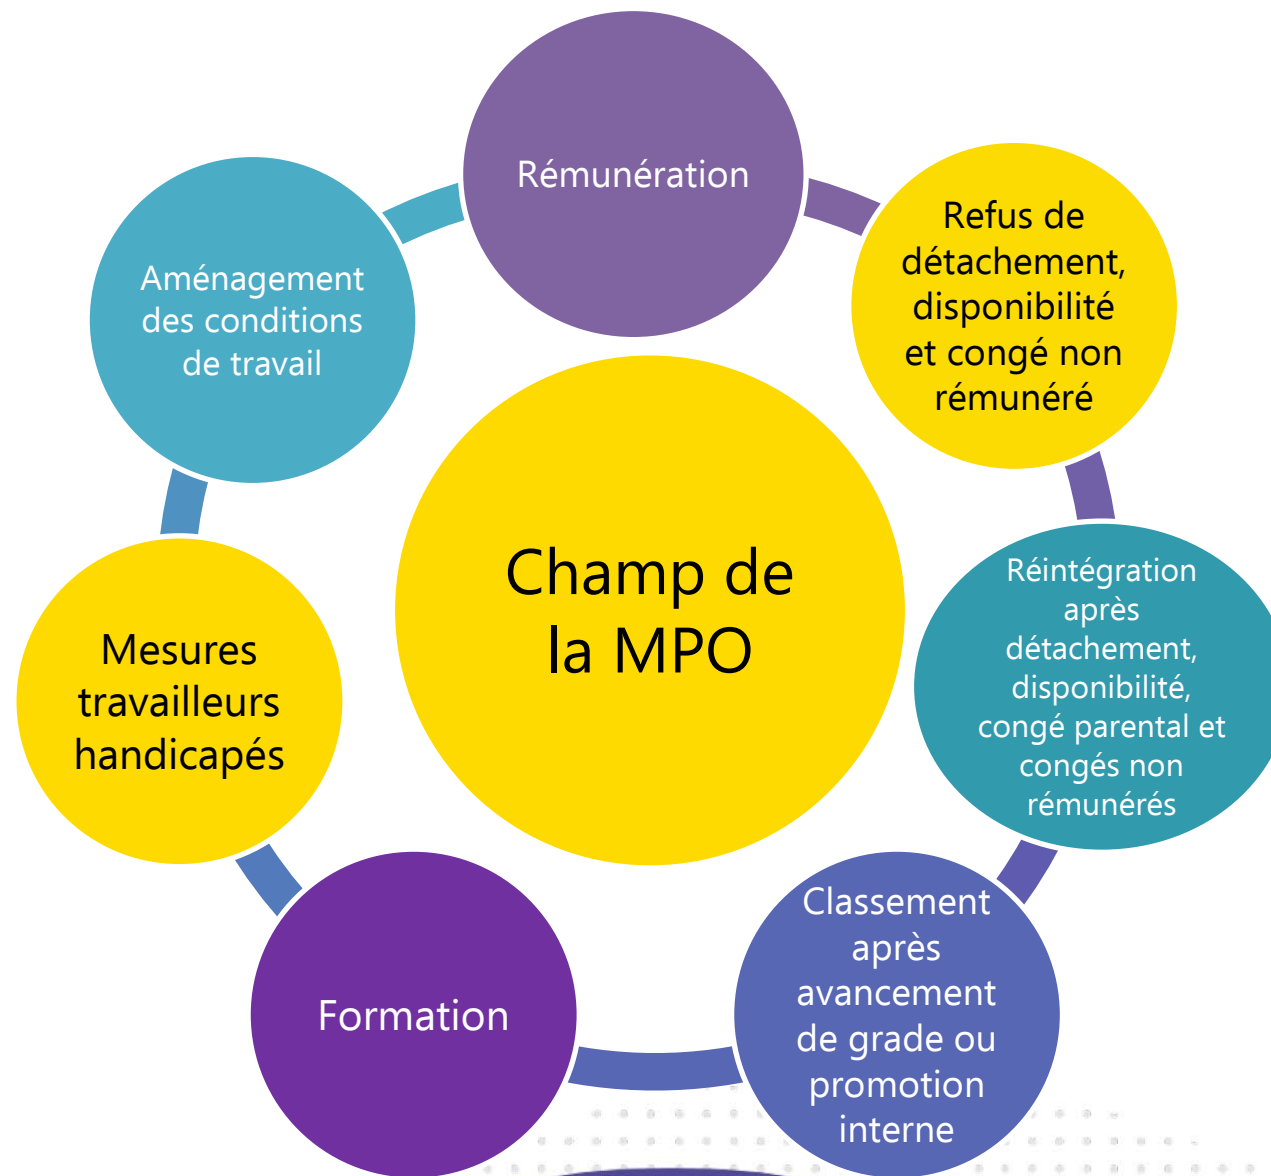 Rémunération
Refus de
détachement,
disponibilité
et congé non
rémunéré
Aménagement
des conditions
de travail
Champ de
la MPO
Réintégration
après
détachement,
disponibilité,
congé parental et
congés non
rémunérés
Mesures
travailleurs
handicapés
Classement
après
avancement
de grade ou
promotion
interne
Formation